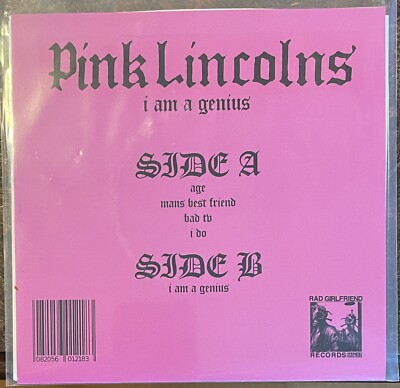 Pink Lincolns
i am a genius
SIDE A
age
mans best friend
bad tv
i do
SIDE B
i am a genius
082056 012183
RAD GIRLFRIEND
RECORDS